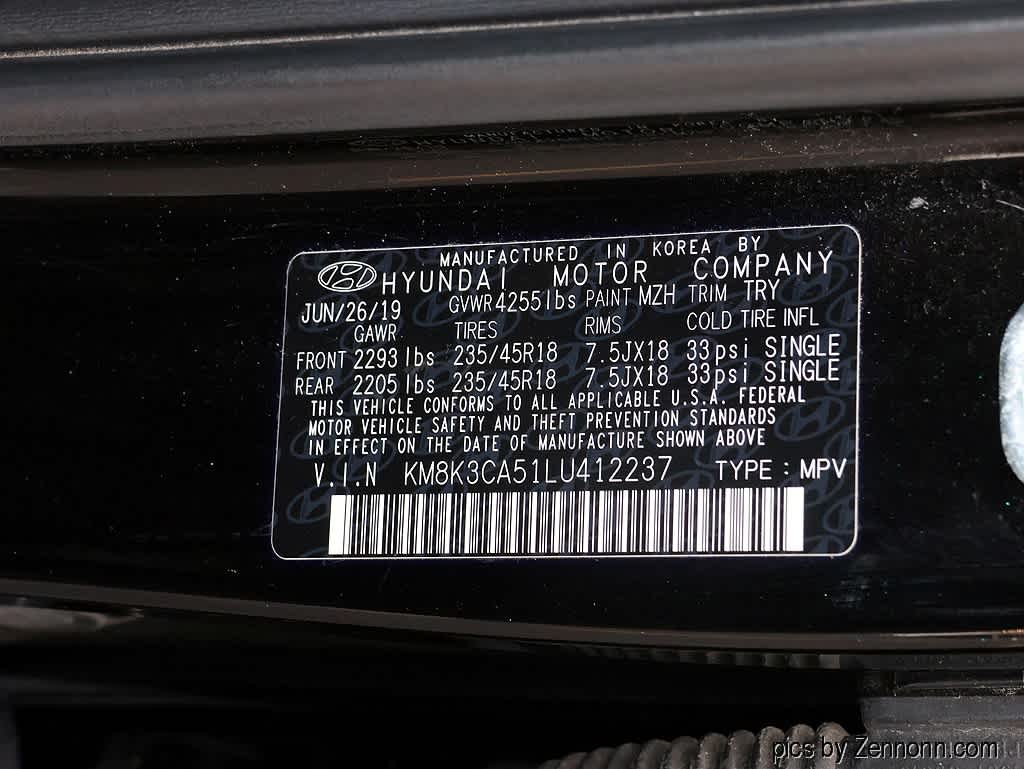 MANUFACTURED IN KOREA BY
HYUNDAI MOTOR COMPANY
JUN/26/19 GVWR 4255lbs PAINT MZH TRIM TRY
GAWR TIRES RIMS COLD TIRE INFL
FRONT 2293lbs 235/45R18 7.5JX18 33psi SINGLE
REAR 2205lbs 235/45R18 7.5JX18 33psi SINGLE
THIS VEHICLE CONFORMS TO ALL APPLICABLE U.S.A. FEDERAL
MOTOR VEHICLE SAFETY AND THEFT PREVENTION STANDARDS
IN EFFECT ON THE DATE OF MANUFACTURE SHOWN ABOVE
V.I.N KM8K3CA51LU412237 TYPE : MPV
pics by Zennorin.com